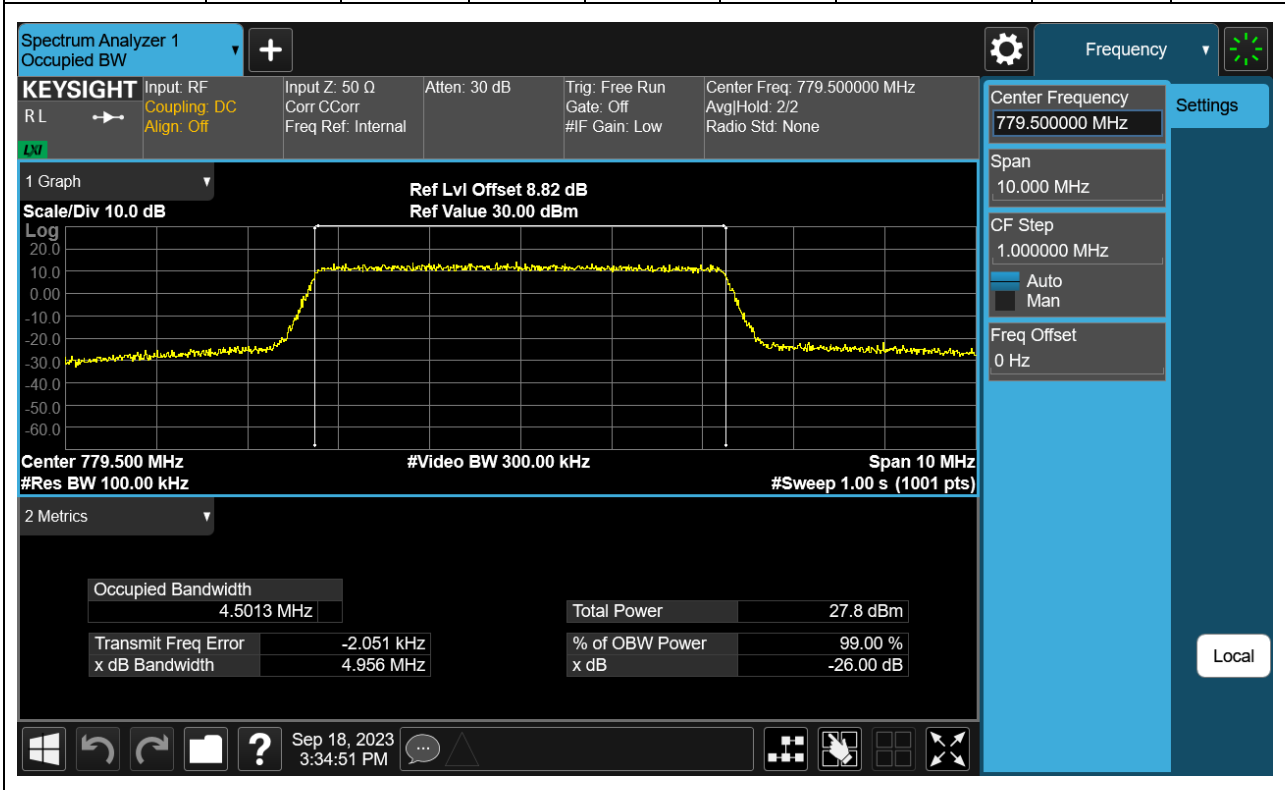 Spectrum Analyzer 1
Occupied BW
Frequency
KEYSIGHT
R L
LXI
Input: RF
Coupling: DC
Align: Off
Input Z: 50 Ω
Corr CCorr
Freq Ref: Internal
Atten: 30 dB
Trig: Free Run
Gate: Off
#IF Gain: Low
Center Freq: 779.500000 MHz
Avg|Hold: 2/2
Radio Std: None
Center Frequency
779.500000 MHz
Settings
Span
10.000 MHz
CF Step
1.000000 MHz
Auto
Man
Freq Offset
0 Hz
Local
1 Graph
Scale/Div 10.0 dB
Ref Lvl Offset 8.82 dB
Ref Value 30.00 dBm
Log
20.0
10.0
0.00
-10.0
-20.0
-30.0
-40.0
-50.0
-60.0
Center 779.500 MHz
#Video BW 300.00 kHz
Span 10 MHz
#Res BW 100.00 kHz
#Sweep 1.00 s (1001 pts)
2 Metrics
Occupied Bandwidth
4.5013 MHz
Total Power 27.8 dBm
Transmit Freq Error -2.051 kHz
% of OBW Power 99.00 %
x dB Bandwidth 4.956 MHz
x dB -26.00 dB
?
Sep 18, 2023
3:34:51 PM